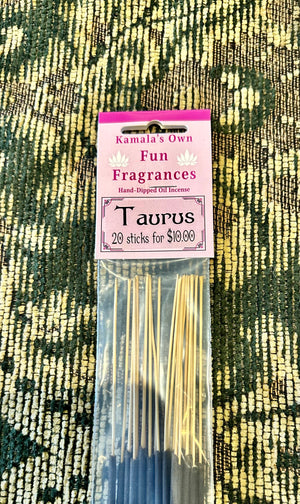 Kamala's Own
Fun
Fragrances
Hand-Dipped Oil Incense
Taurus
20 sticks for $10.00